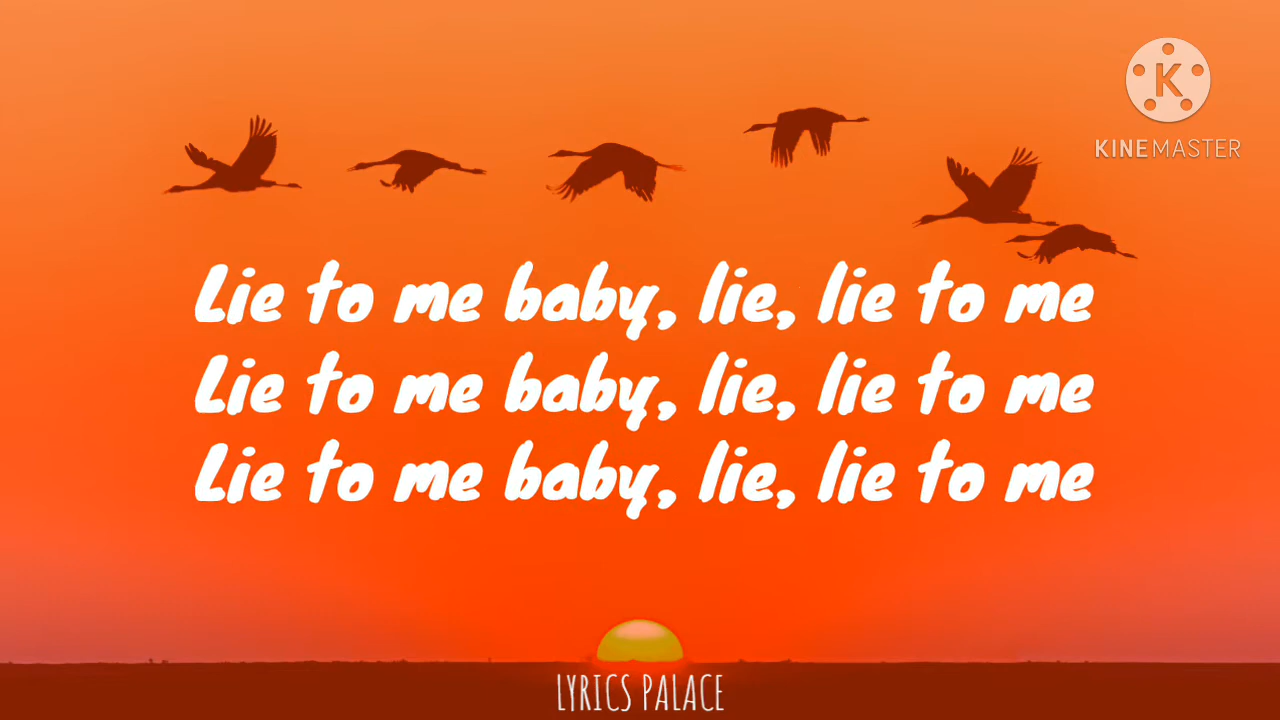 K
KINEMASTER
Lie to me baby, lie, lie to me
Lie to me baby, lie, lie to me
Lie to me baby, lie, lie to me
LYRICS PALACE